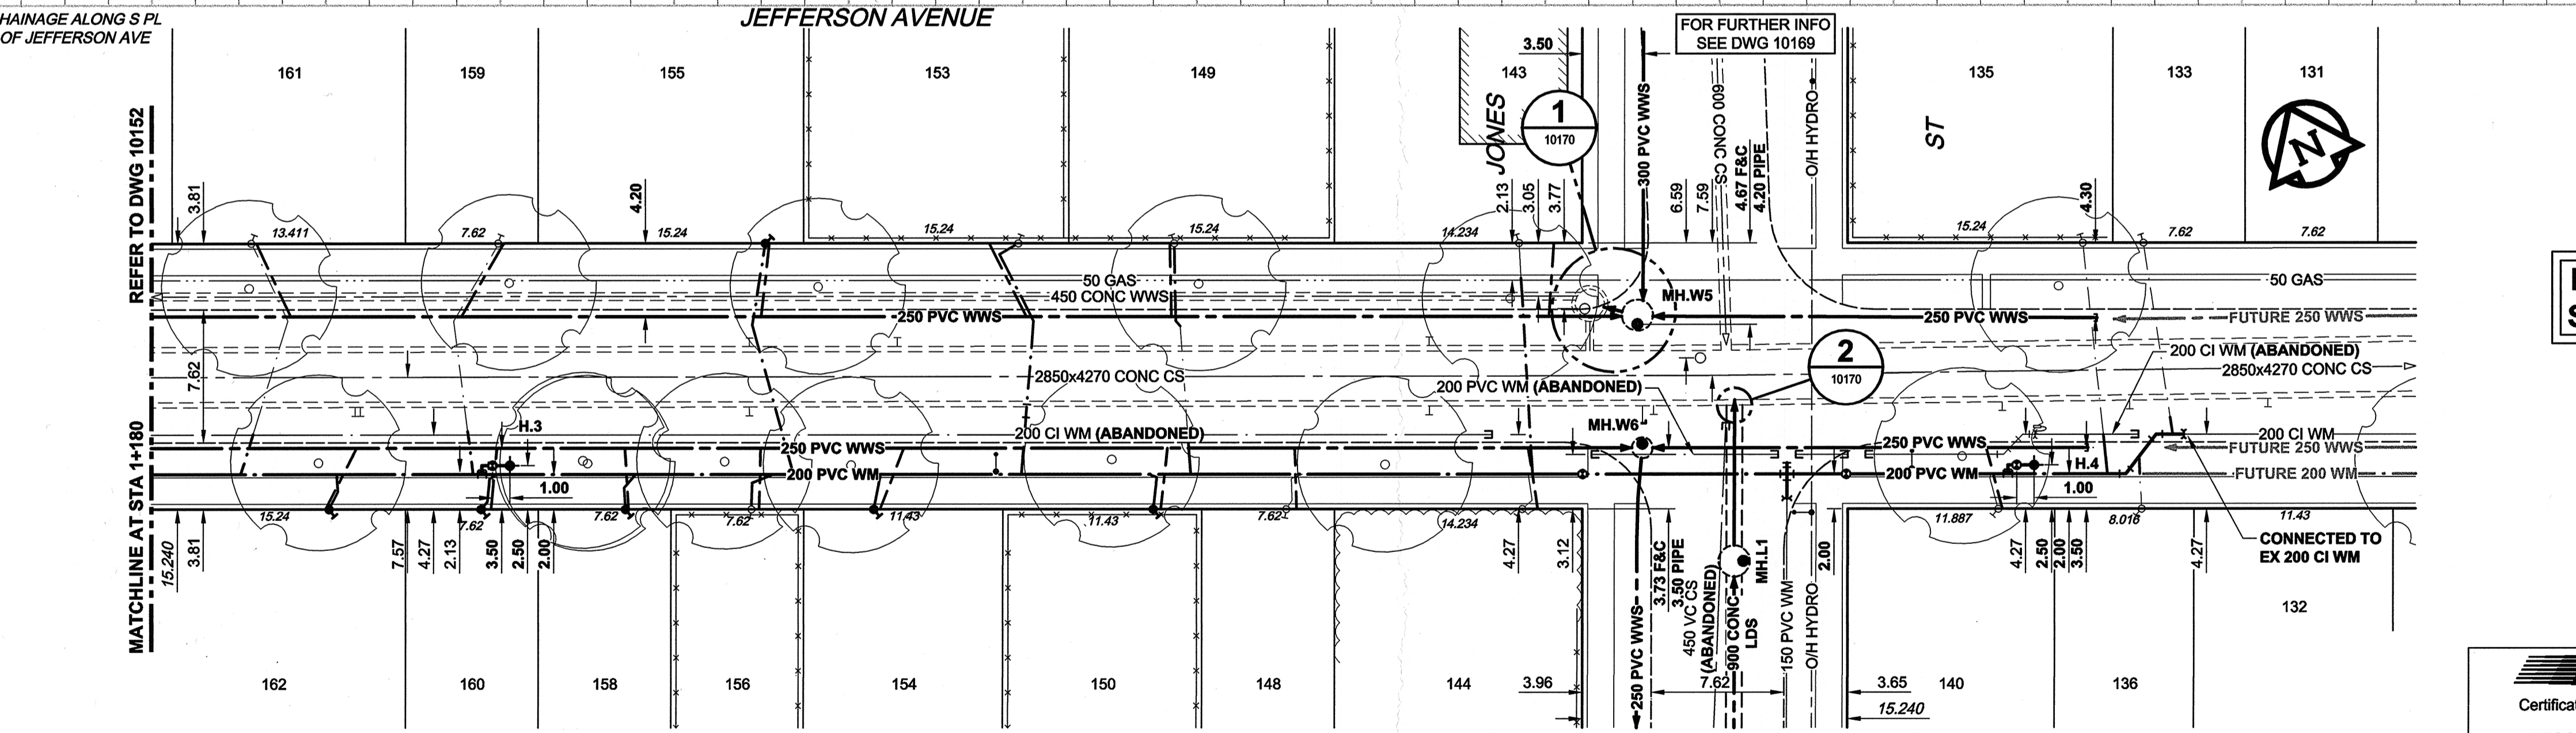 HAINAGE ALONG S PL
OF JEFFERSON AVE
JEFFERSON AVENUE
FOR FURTHER INFO
SEE DWG 10169
3.50
161
159
155
153
149
143
135
133
131
REFER TO DWG 10152
MATCHLINE AT STA 1+180
JONES
ST
1
10170
300 PVC WWS
600 CONC CS
4.67 F&C
4.20 PIPE
O/H HYDRO
N
3.81
4.20
2.13
3.05
3.77
6.59
7.59
4.30
13.411
7.62
15.24
15.24
15.24
14.234
15.24
7.62
7.62
50 GAS
450 CONC WWS
250 PVC WWS
MH.W5
50 GAS
250 PVC WWS
FUTURE 250 WWS
2
10170
200 CI WM (ABANDONED)
2850x4270 CONC CS
7.62
2850x4270 CONC CS
200 PVC WM (ABANDONED)
H.3
200 CI WM (ABANDONED)
MH.W6
250 PVC WWS
250 PVC WWS
200 CI WM
FUTURE 250 WWS
200 PVC WM
200 PVC WM
H.4
FUTURE 200 WM
1.00
1.00
15.24
7.62
7.62
7.62
11.43
11.43
7.62
14.234
11.887
8.016
11.43
15.240
3.81
7.57
4.27
2.13
3.50
2.50
2.00
4.27
3.12
3.73 F&C
3.50 PIPE
450 VC CS
(ABANDONED)
250 PVC WWS
900 CONC
LDS
MH.L1
150 PVC WM
O/H HYDRO
2.00
4.27
2.50
2.00
3.50
4.27
CONNECTED TO
EX 200 CI WM
162
160
158
156
154
150
148
144
3.96
7.62
3.65
15.240
140
136
132